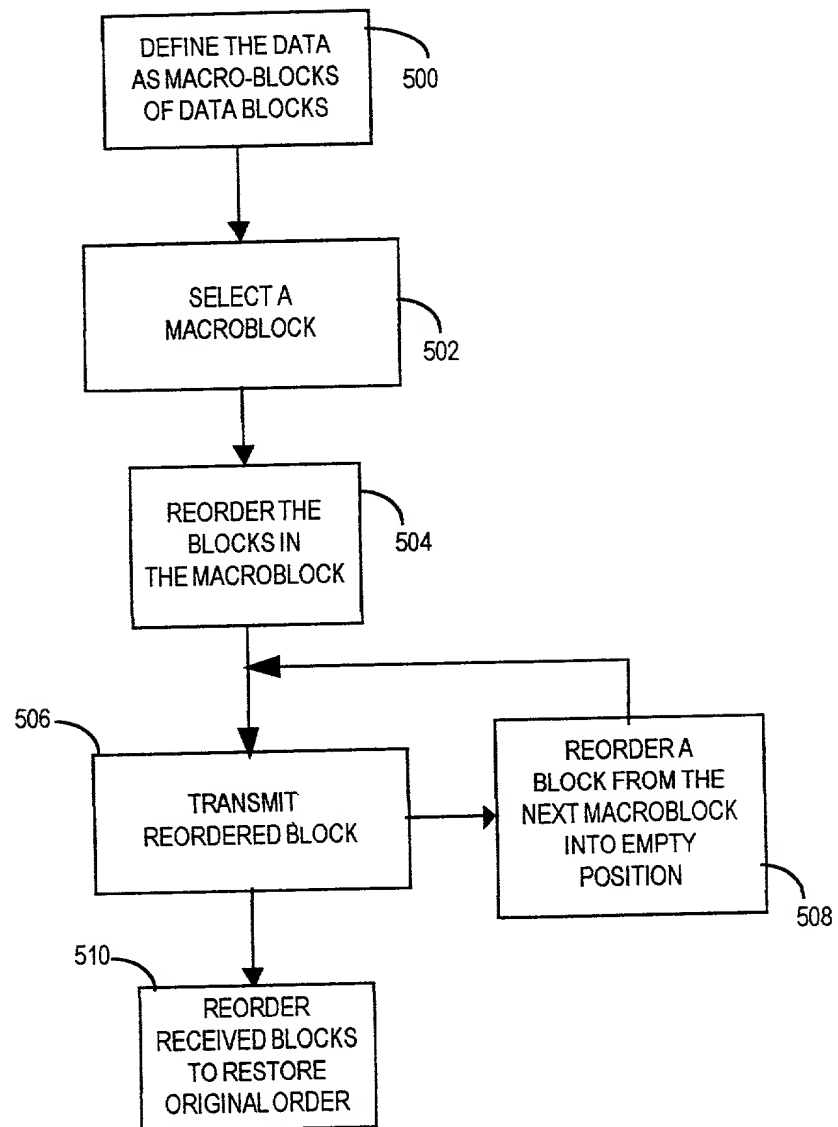 DEFINE THE DATA
AS MACRO-BLOCKS
OF DATA BLOCKS
500
SELECT A
MACROBLOCK
502
REORDER THE
BLOCKS IN
THE MACROBLOCK
504
506
TRANSMIT
REORDERED BLOCK
REORDER A
BLOCK FROM THE
NEXT MACROBLOCK
INTO EMPTY
POSITION
508
510
REORDER
RECEIVED BLOCKS
TO RESTORE
ORIGINAL ORDER